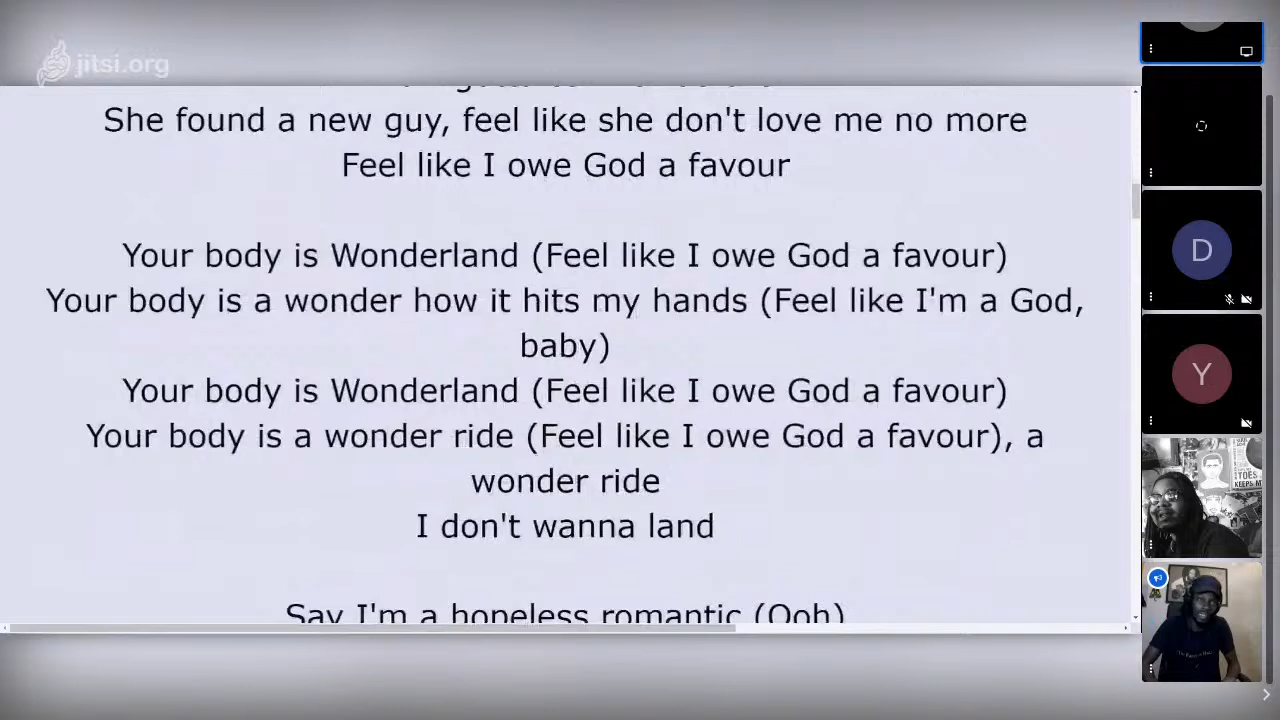 jitsi.org
She found a new guy, feel like she don't love me no more
Feel like I owe God a favour
Your body is Wonderland (Feel like I owe God a favour)
Your body is a wonder how it hits my hands (Feel like I'm a God,
baby)
Your body is Wonderland (Feel like I owe God a favour)
Your body is a wonder ride (Feel like I owe God a favour), a
wonder ride
I don't wanna land
Say I'm a hopeless romantic (Ooh)
D
Y
TOES